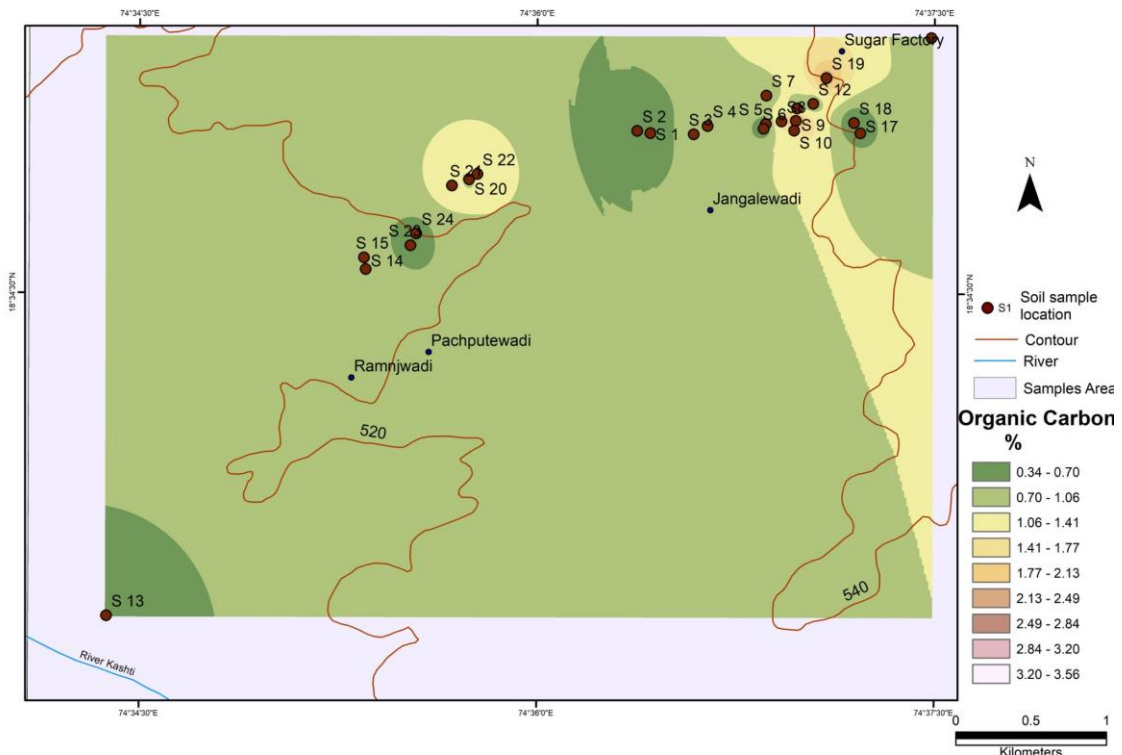 74°34'30"E
74°36'0"E
74°37'30"E
Sugar Factory
S 19
S 7
S 12
S 18
S 2
S 4
S 5
S 8
S 1
S 3
S 6
S 9
S 17
S 10
S 22
S 21
S 20
Jangalewadi
N
S 24
S 23
S 15
S 14
18°34'30"N
18°34'30"N
S1 Soil sample
location
Contour
River
Samples Area
Pachputewadi
Ramnjwadi
Organic Carbon
%
520
0.34 - 0.70
0.70 - 1.06
1.06 - 1.41
1.41 - 1.77
1.77 - 2.13
2.13 - 2.49
2.49 - 2.84
2.84 - 3.20
3.20 - 3.56
540
S 13
River Kashti
74°34'30"E
74°36'0"E
74°37'30"E
0 0.5 1
Kilometers